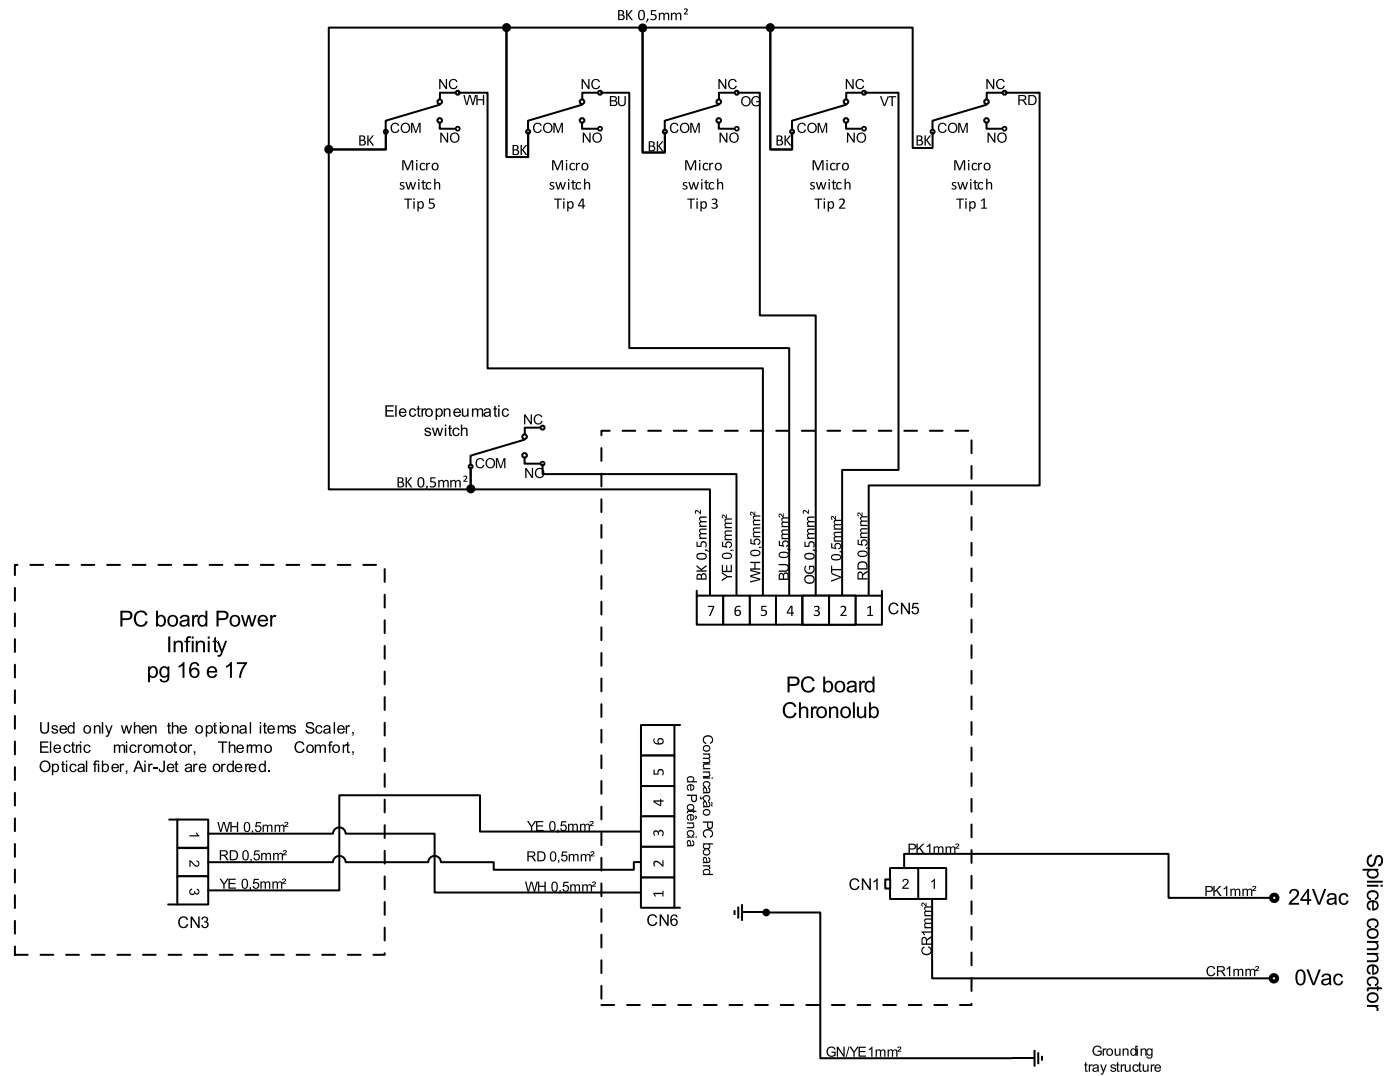 BK 0,5mm²
NC
WH
COM
BK
NO
Micro
switch
Tip 5
NC
BU
COM
BK
NO
Micro
switch
Tip 4
NC
OG
COM
BK
NO
Micro
switch
Tip 3
NC
VT
COM
BK
NO
Micro
switch
Tip 2
NC
RD
COM
BK
NO
Micro
switch
Tip 1
Electropneumatic
switch
NC
COM
NO
BK 0,5mm²
BK 0,5mm²
YE 0,5mm²
WH 0,5mm²
BU 0,5mm²
OG 0,5mm²
VT 0,5mm²
RD 0,5mm²
7 6 5 4 3 2 1 CN5
PC board Power
Infinity
pg 16 e 17
Used only when the optional items Scaler,
Electric micromotor, Thermo Comfort,
Optical fiber, Air-Jet are ordered.
1 WH 0,5mm²
2 RD 0,5mm²
3 YE 0,5mm²
CN3
PC board
Chronolub
6
5
4
YE 0,5mm² 3
RD 0,5mm² 2
WH 0,5mm² 1
CN6
Comunicação PC board
de Potência
PK1mm²
CN1 2 1
CR1mm²
PK1mm²
24Vac
CR1mm²
0Vac
Splice connector
GN/YE1mm²
Grounding
tray structure